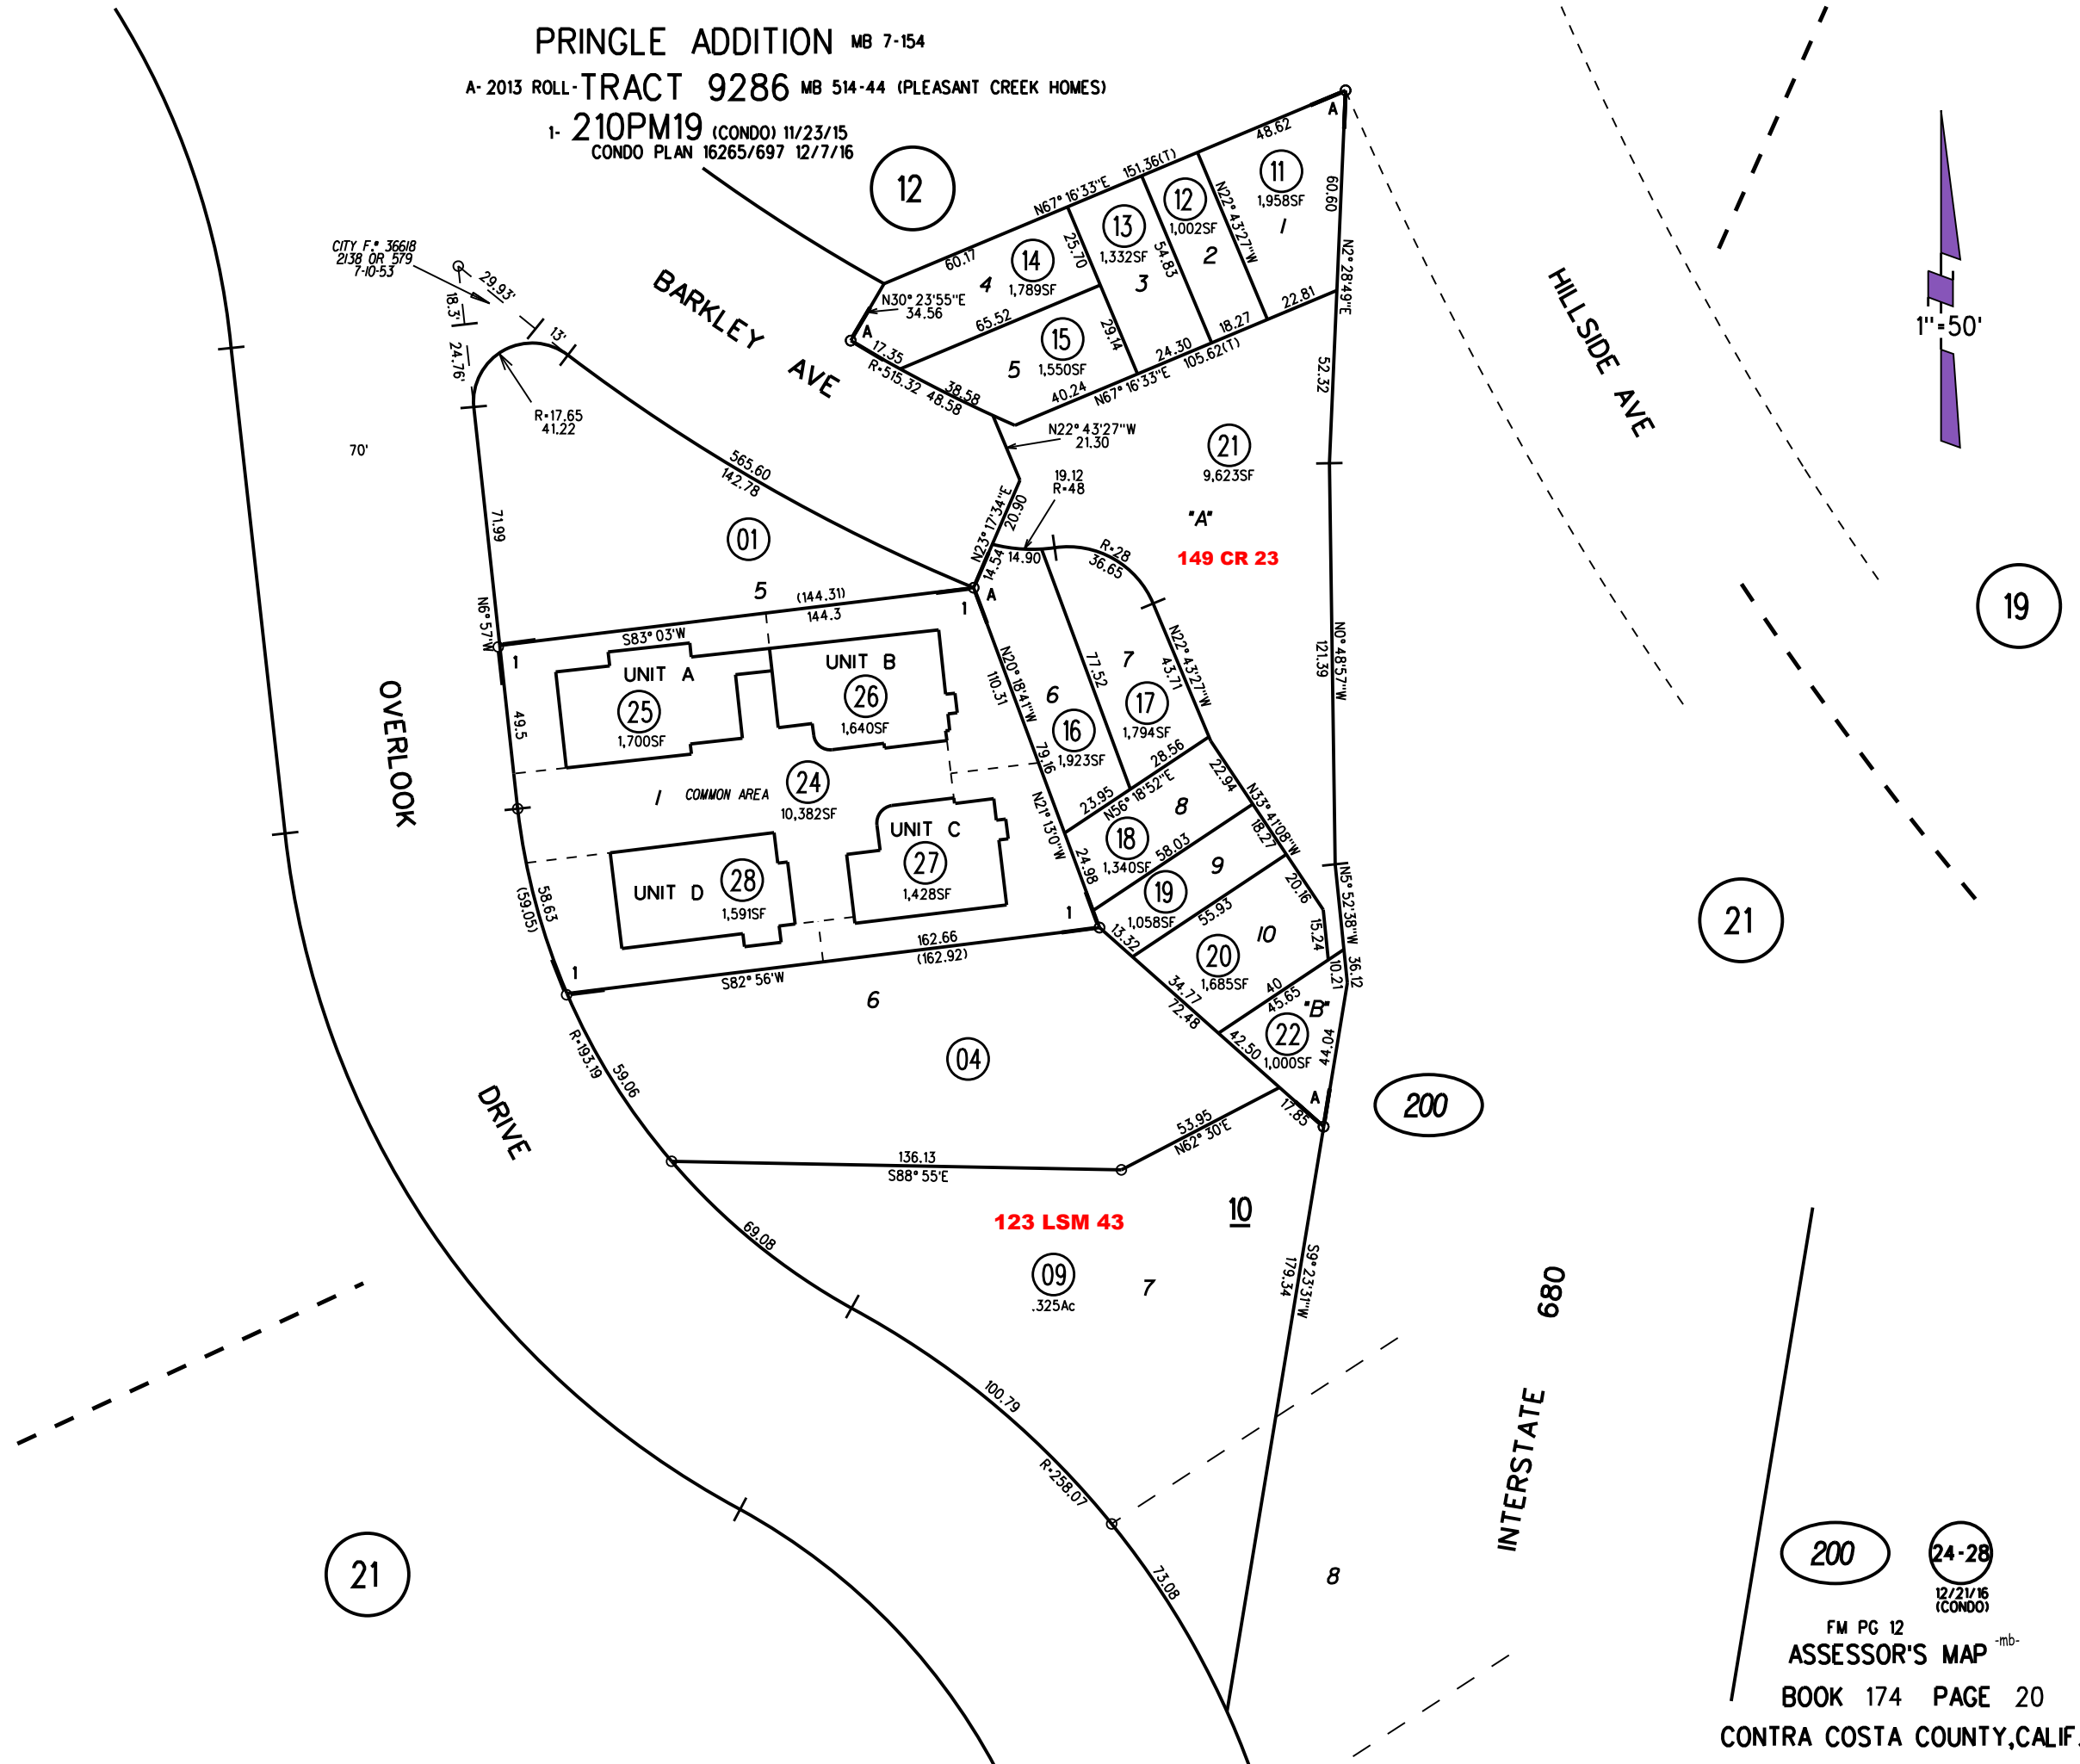 PRINGLE ADDITION MB 7-154
A- 2013 ROLL- TRACT 9286 MB 514-44 (PLEASANT CREEK HOMES)
1- 210PM19 (CONDO) 11/23/15
CONDO PLAN 16265/697 12/7/16
12
A
48.62
11
1,958SF
1
60.60
N2° 28'49"E
151.36(T)
N67° 16'33"E
12
1,002SF
2
N22° 43'27"W
13
1,332SF
3
54.83
25.70
14
1,789SF
4
60.17
N30° 23'55"E
34.56
A
65.52
15
1,550SF
5
29.14
22.81
18.27
24.30
105.62(T)
N67° 16'33"E
40.24
17.35
R=515.32
38.58
48.58
BARKLEY AVE
HILLSIDE AVE
1"=50'
CITY F.° 36618
2138 OR 579
7-10-53
29.93'
18.3'
13'
24.76'
R=17.65
41.22
70'
52.32
N22° 43'27"W
21.30
21
9,623SF
"A"
149 CR 23
19.12
R=48
565.60
142.78
71.99
01
5
N23° 17'34"E
20.90
14.54
14.90
R=28
36.65
A
1
(144.31)
144.3
S83° 03'W
N6° 57'W
1
19
N0° 48'57"W
121.39
UNIT A
25
1,700SF
UNIT B
26
1,640SF
N20° 18'41"W
110.31
6
77.52
7
N22° 43'27"W
43.71
17
1,794SF
16
1,923SF
79.16
28.56
23.95
N56° 18'52"E
22.94
49.5
1
COMMON AREA
24
10,382SF
OVERLOOK
N21° 13'0"W
8
18
1,340SF
58.03
N33° 41'08"W
18.27
24.98
UNIT C
27
1,428SF
UNIT D
28
1,591SF
9
19
1,058SF
55.93
20.16
N5° 52'38"W
58.63
(59.05)
1
13.32
10
15.24
20
1,685SF
21
162.66
(162.92)
S82° 56'W
1
6
34.77
72.48
40
45.65
10.21
36.12
"B"
22
1,000SF
42.50
44.04
04
R=193.19
59.06
DRIVE
A
17.85
200
53.95
N62° 30'E
136.13
S88° 55'E
123 LSM 43
10
69.08
09
.325Ac
7
S9° 23'31"W
179.34
INTERSTATE 680
100.79
R=258.07
73.08
8
21
200
24-28
12/21/16
(CONDO)
FM PG 12
-mb-
ASSESSOR'S MAP
BOOK 174 PAGE 20
CONTRA COSTA COUNTY,CALIF.